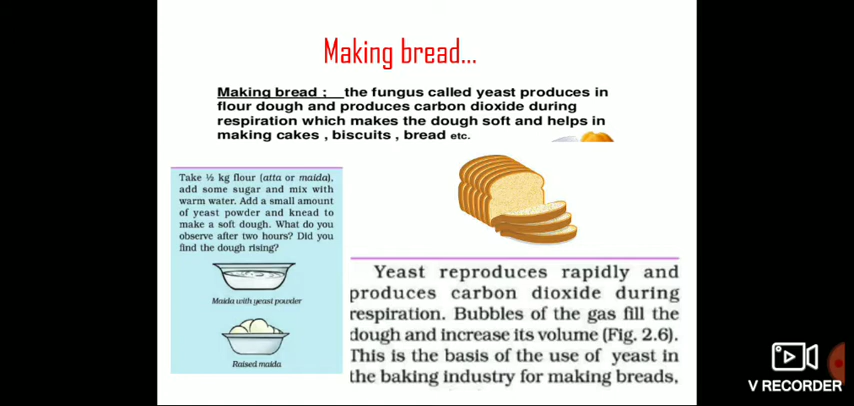 Making bread...
Making bread ; the fungus called yeast produces in
flour dough and produces carbon dioxide during
respiration which makes the dough soft and helps in
making cakes , biscuits , bread etc.
Take ½ kg flour (atta or maida),
add some sugar and mix with
warm water. Add a small amount
of yeast powder and knead to
make a soft dough. What do you
observe after two hours? Did you
find the dough rising?
Maida with yeast powder
Raised maida
Yeast reproduces rapidly and
produces carbon dioxide during
respiration. Bubbles of the gas fill the
dough and increase its volume (Fig. 2.6).
This is the basis of the use of yeast in
the baking industry for making breads,
V RECORDER